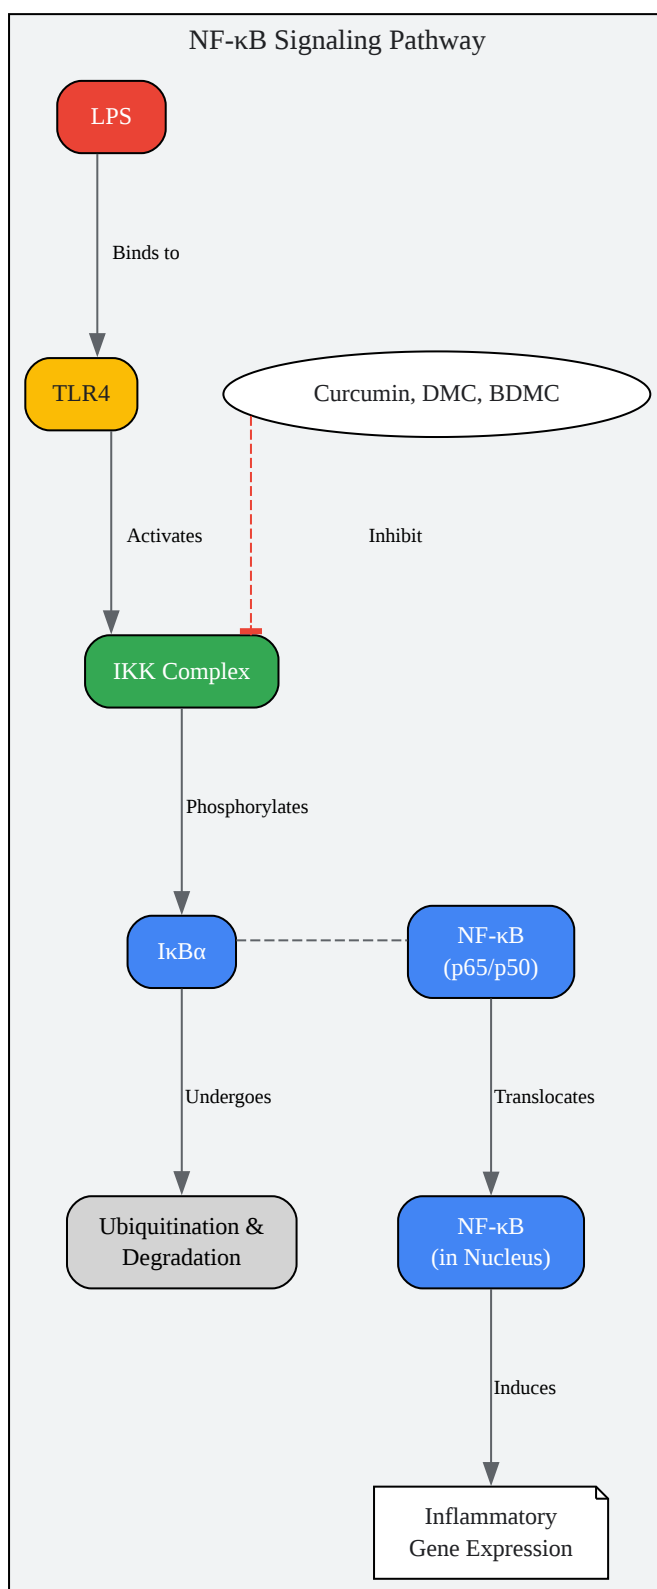 NF-κB Signaling Pathway
LPS
Binds to
TLR4
Curcumin, DMC, BDMC
Activates
Inhibit
IKK Complex
Phosphorylates
IκBα
NF-κB
(p65/p50)
Undergoes
Translocates
Ubiquitination &
Degradation
NF-κB
(in Nucleus)
Induces
Inflammatory
Gene Expression